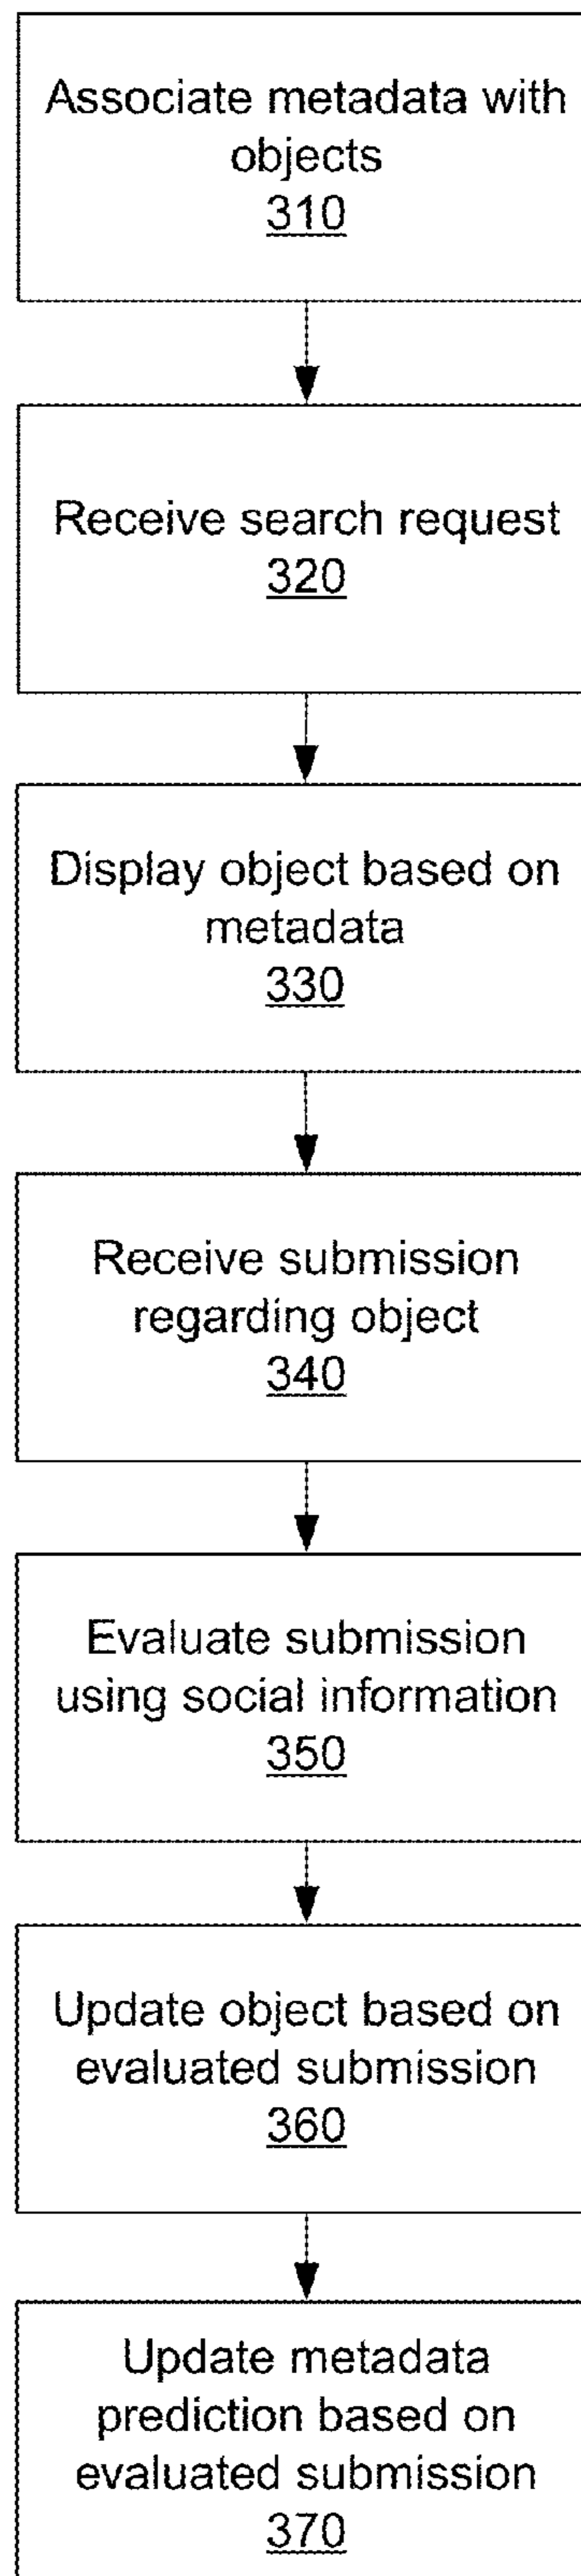 Associate metadata with
objects
310
Receive search request
320
Display object based on
metadata
330
Receive submission
regarding object
340
Evaluate submission
using social information
350
Update object based on
evaluated submission
360
Update metadata
prediction based on
evaluated submission
370